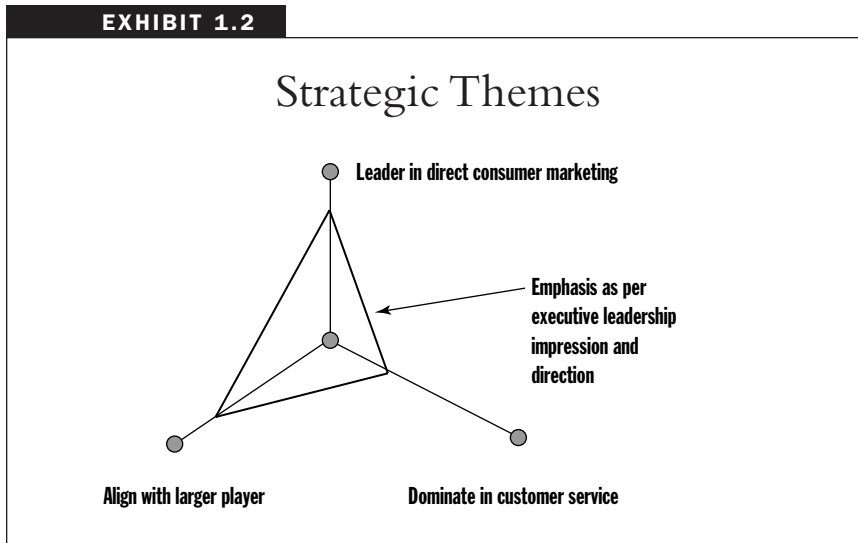 EXHIBIT 1.2
Strategic Themes
Leader in direct consumer marketing
Emphasis as per
executive leadership
impression and
direction
Align with larger player
Dominate in customer service